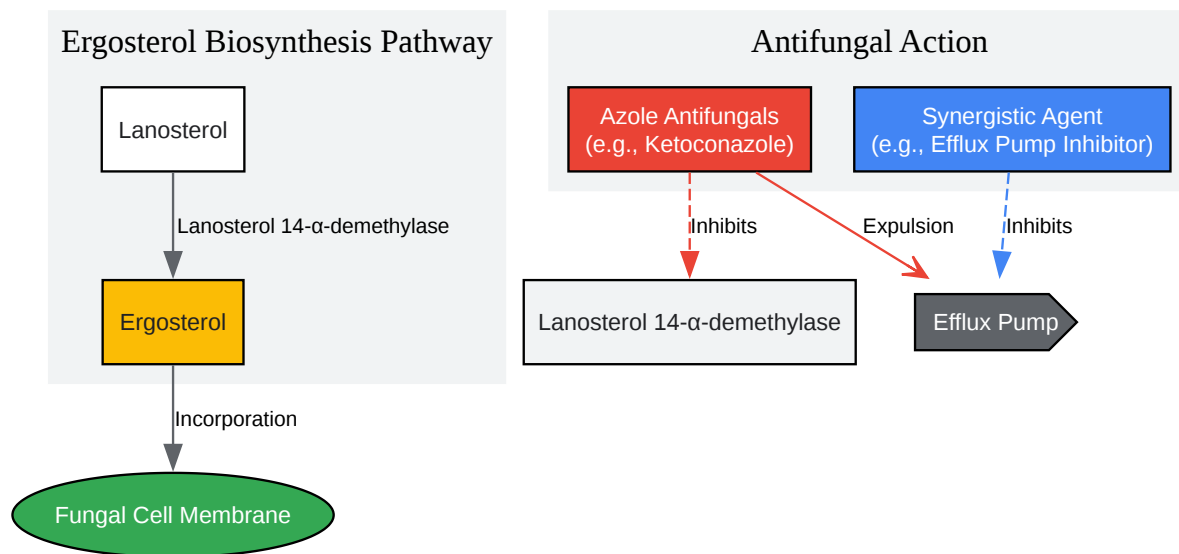 Ergosterol Biosynthesis Pathway
Lanosterol
Lanosterol 14-α-demethylase
Ergosterol
Incorporation
Fungal Cell Membrane
Antifungal Action
Azole Antifungals
(e.g., Ketoconazole)
Synergistic Agent
(e.g., Efflux Pump Inhibitor)
Inhibits
Expulsion
Inhibits
Lanosterol 14-α-demethylase
Efflux Pump